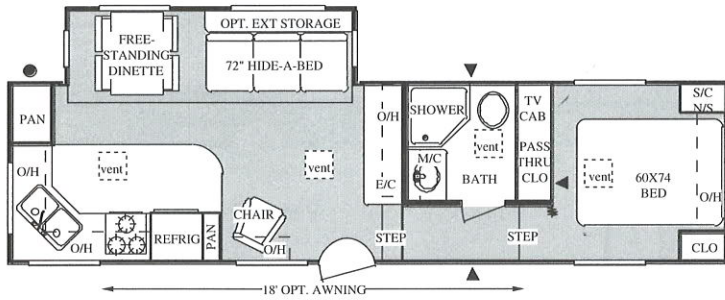 OPT. EXT STORAGE
FREE-
STANDING
DINETTE
72" HIDE-A-BED
PAN
O/H
vent
O/H
REFRIG
PAN
CHAIR
O/H
vent
O/H
E/C
STEP
SHOWER
M/C
vent
BATH
TV
CAB
PASS
THRU
CLO
STEP
vent
60X74
BED
S/C
N/S
O/H
CLO
18' OPT. AWNING